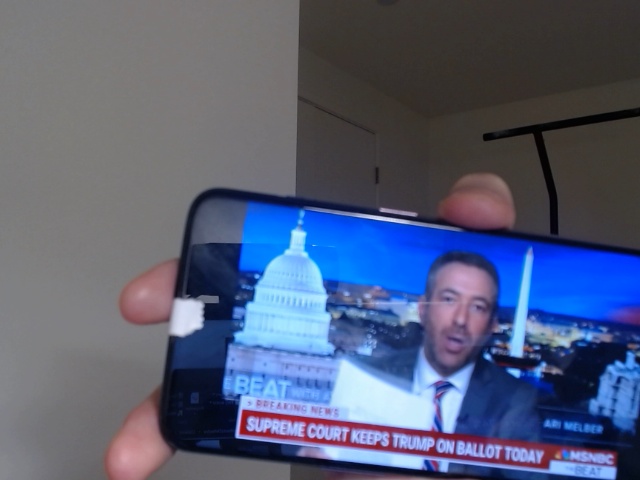 BEAT
BREAKING NEWS
SUPREME COURT KEEPS TRUMP ON BALLOT TODAY
ARI MELBER
MSNBC
THE BEAT